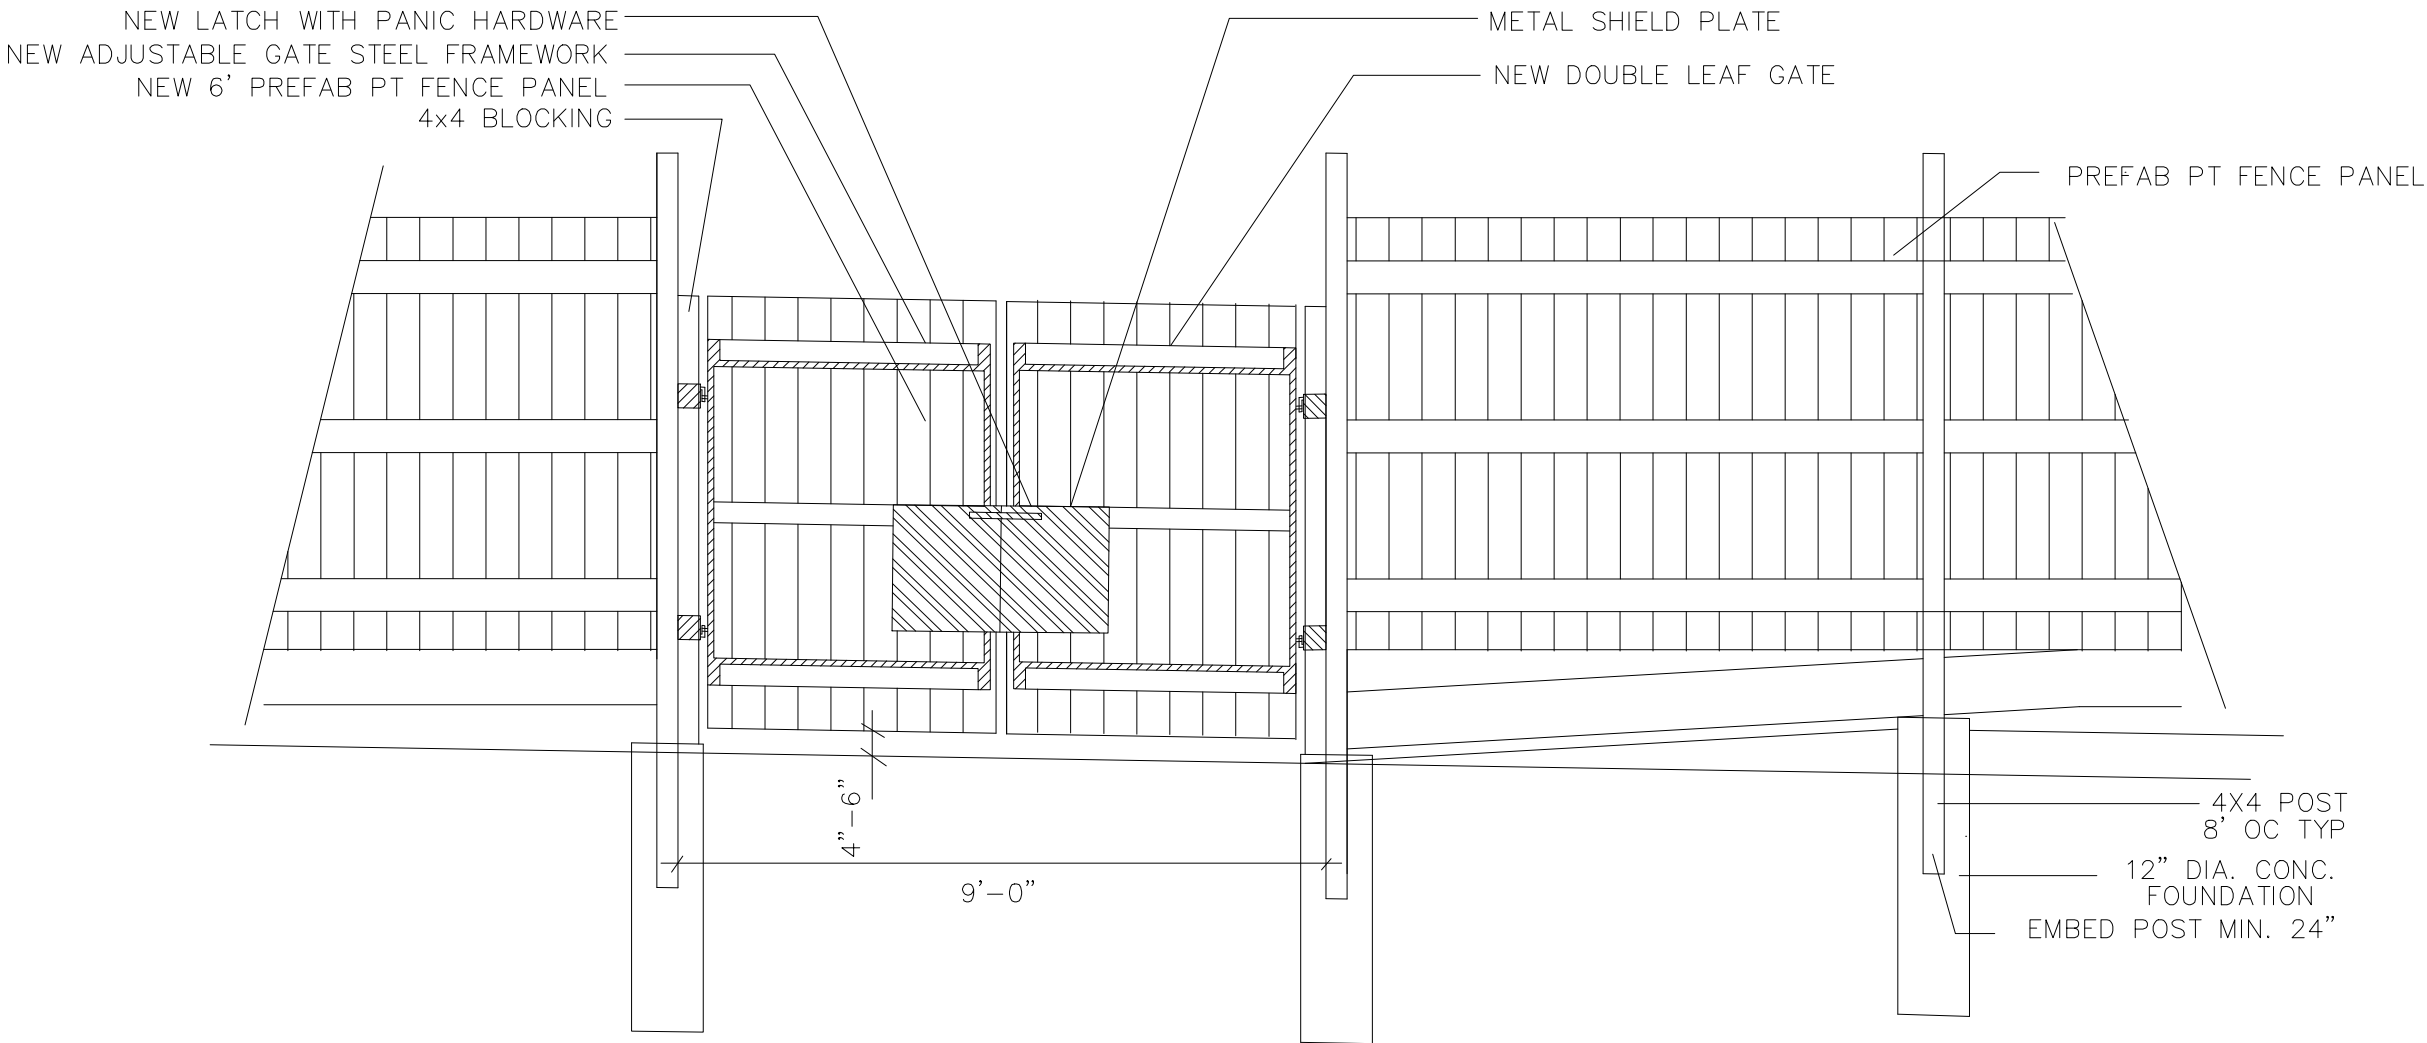 NEW LATCH WITH PANIC HARDWARE
NEW ADJUSTABLE GATE STEEL FRAMEWORK
NEW 6' PREFAB PT FENCE PANEL
4x4 BLOCKING
METAL SHIELD PLATE
NEW DOUBLE LEAF GATE
PREFAB PT FENCE PANEL
4"-6"
9'-0"
4X4 POST
8' OC TYP
12" DIA. CONC.
FOUNDATION
EMBED POST MIN. 24"